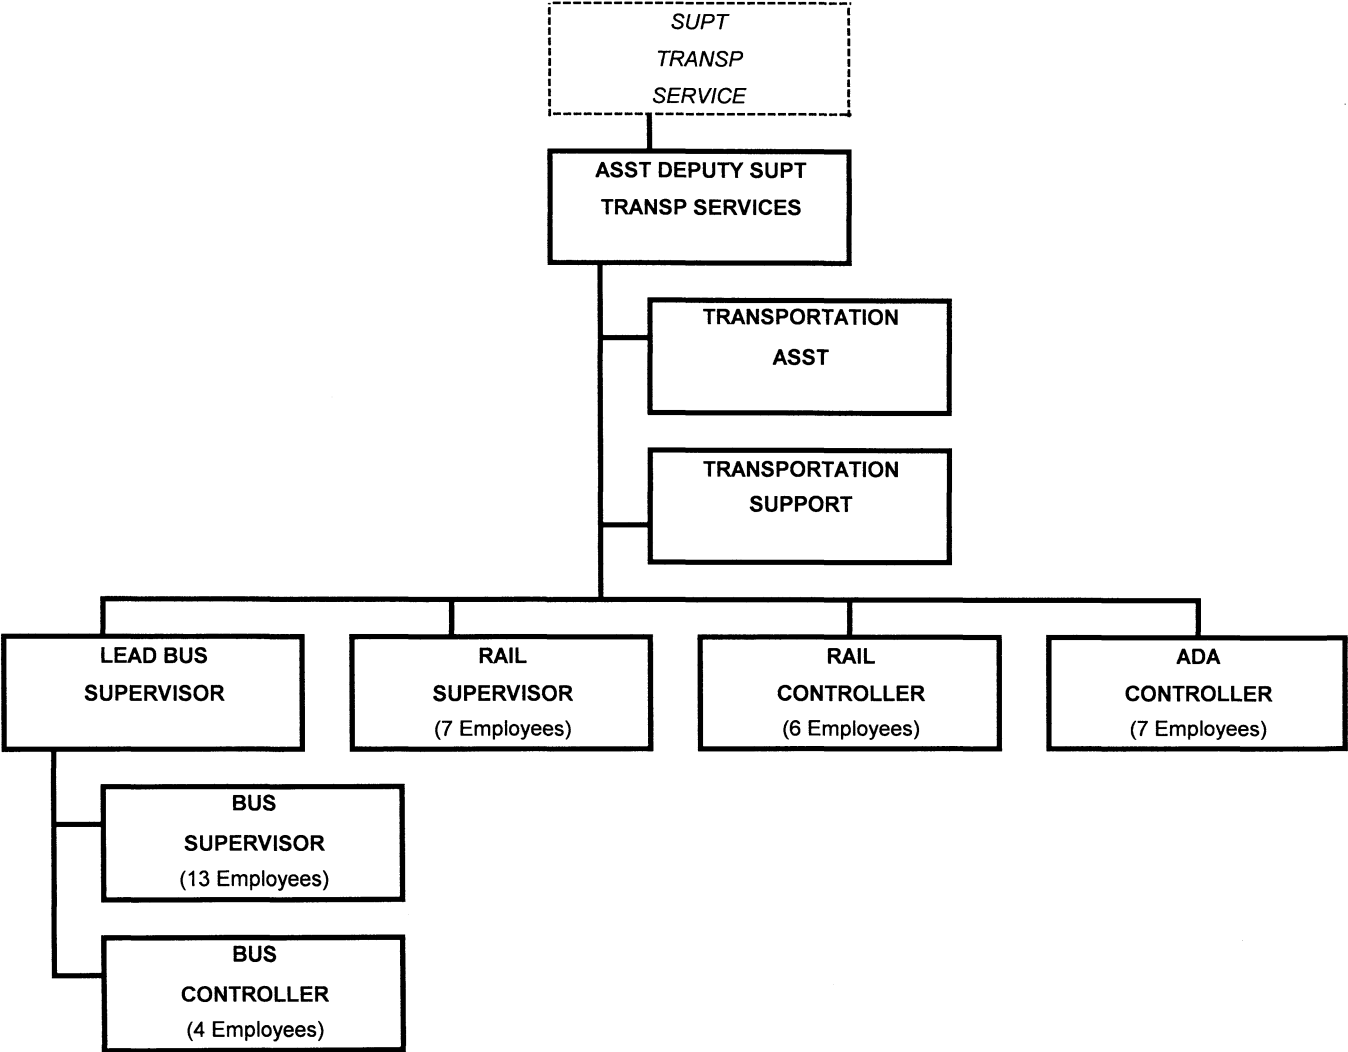 SUPT
TRANSP
SERVICE
ASST DEPUTY SUPT
TRANSP SERVICES
TRANSPORTATION
ASST
TRANSPORTATION
SUPPORT
LEAD BUS
SUPERVISOR
RAIL
SUPERVISOR
(7 Employees)
RAIL
CONTROLLER
(6 Employees)
ADA
CONTROLLER
(7 Employees)
BUS
SUPERVISOR
(13 Employees)
BUS
CONTROLLER
(4 Employees)